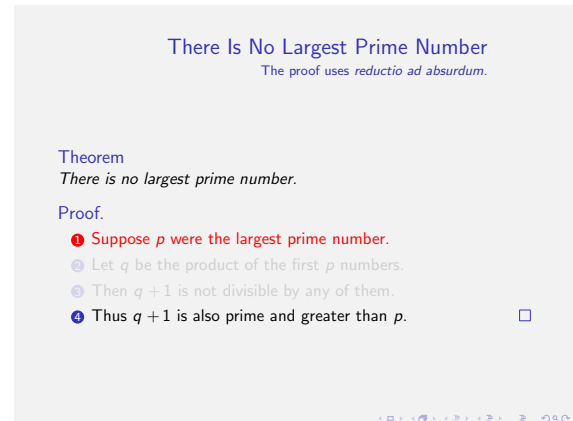 There Is No Largest Prime Number
The proof uses reductio ad absurdum.
Theorem
There is no largest prime number.
Proof.
1 Suppose p were the largest prime number.
2 Let q be the product of the first p numbers.
3 Then q + 1 is not divisible by any of them.
4 Thus q + 1 is also prime and greater than p.